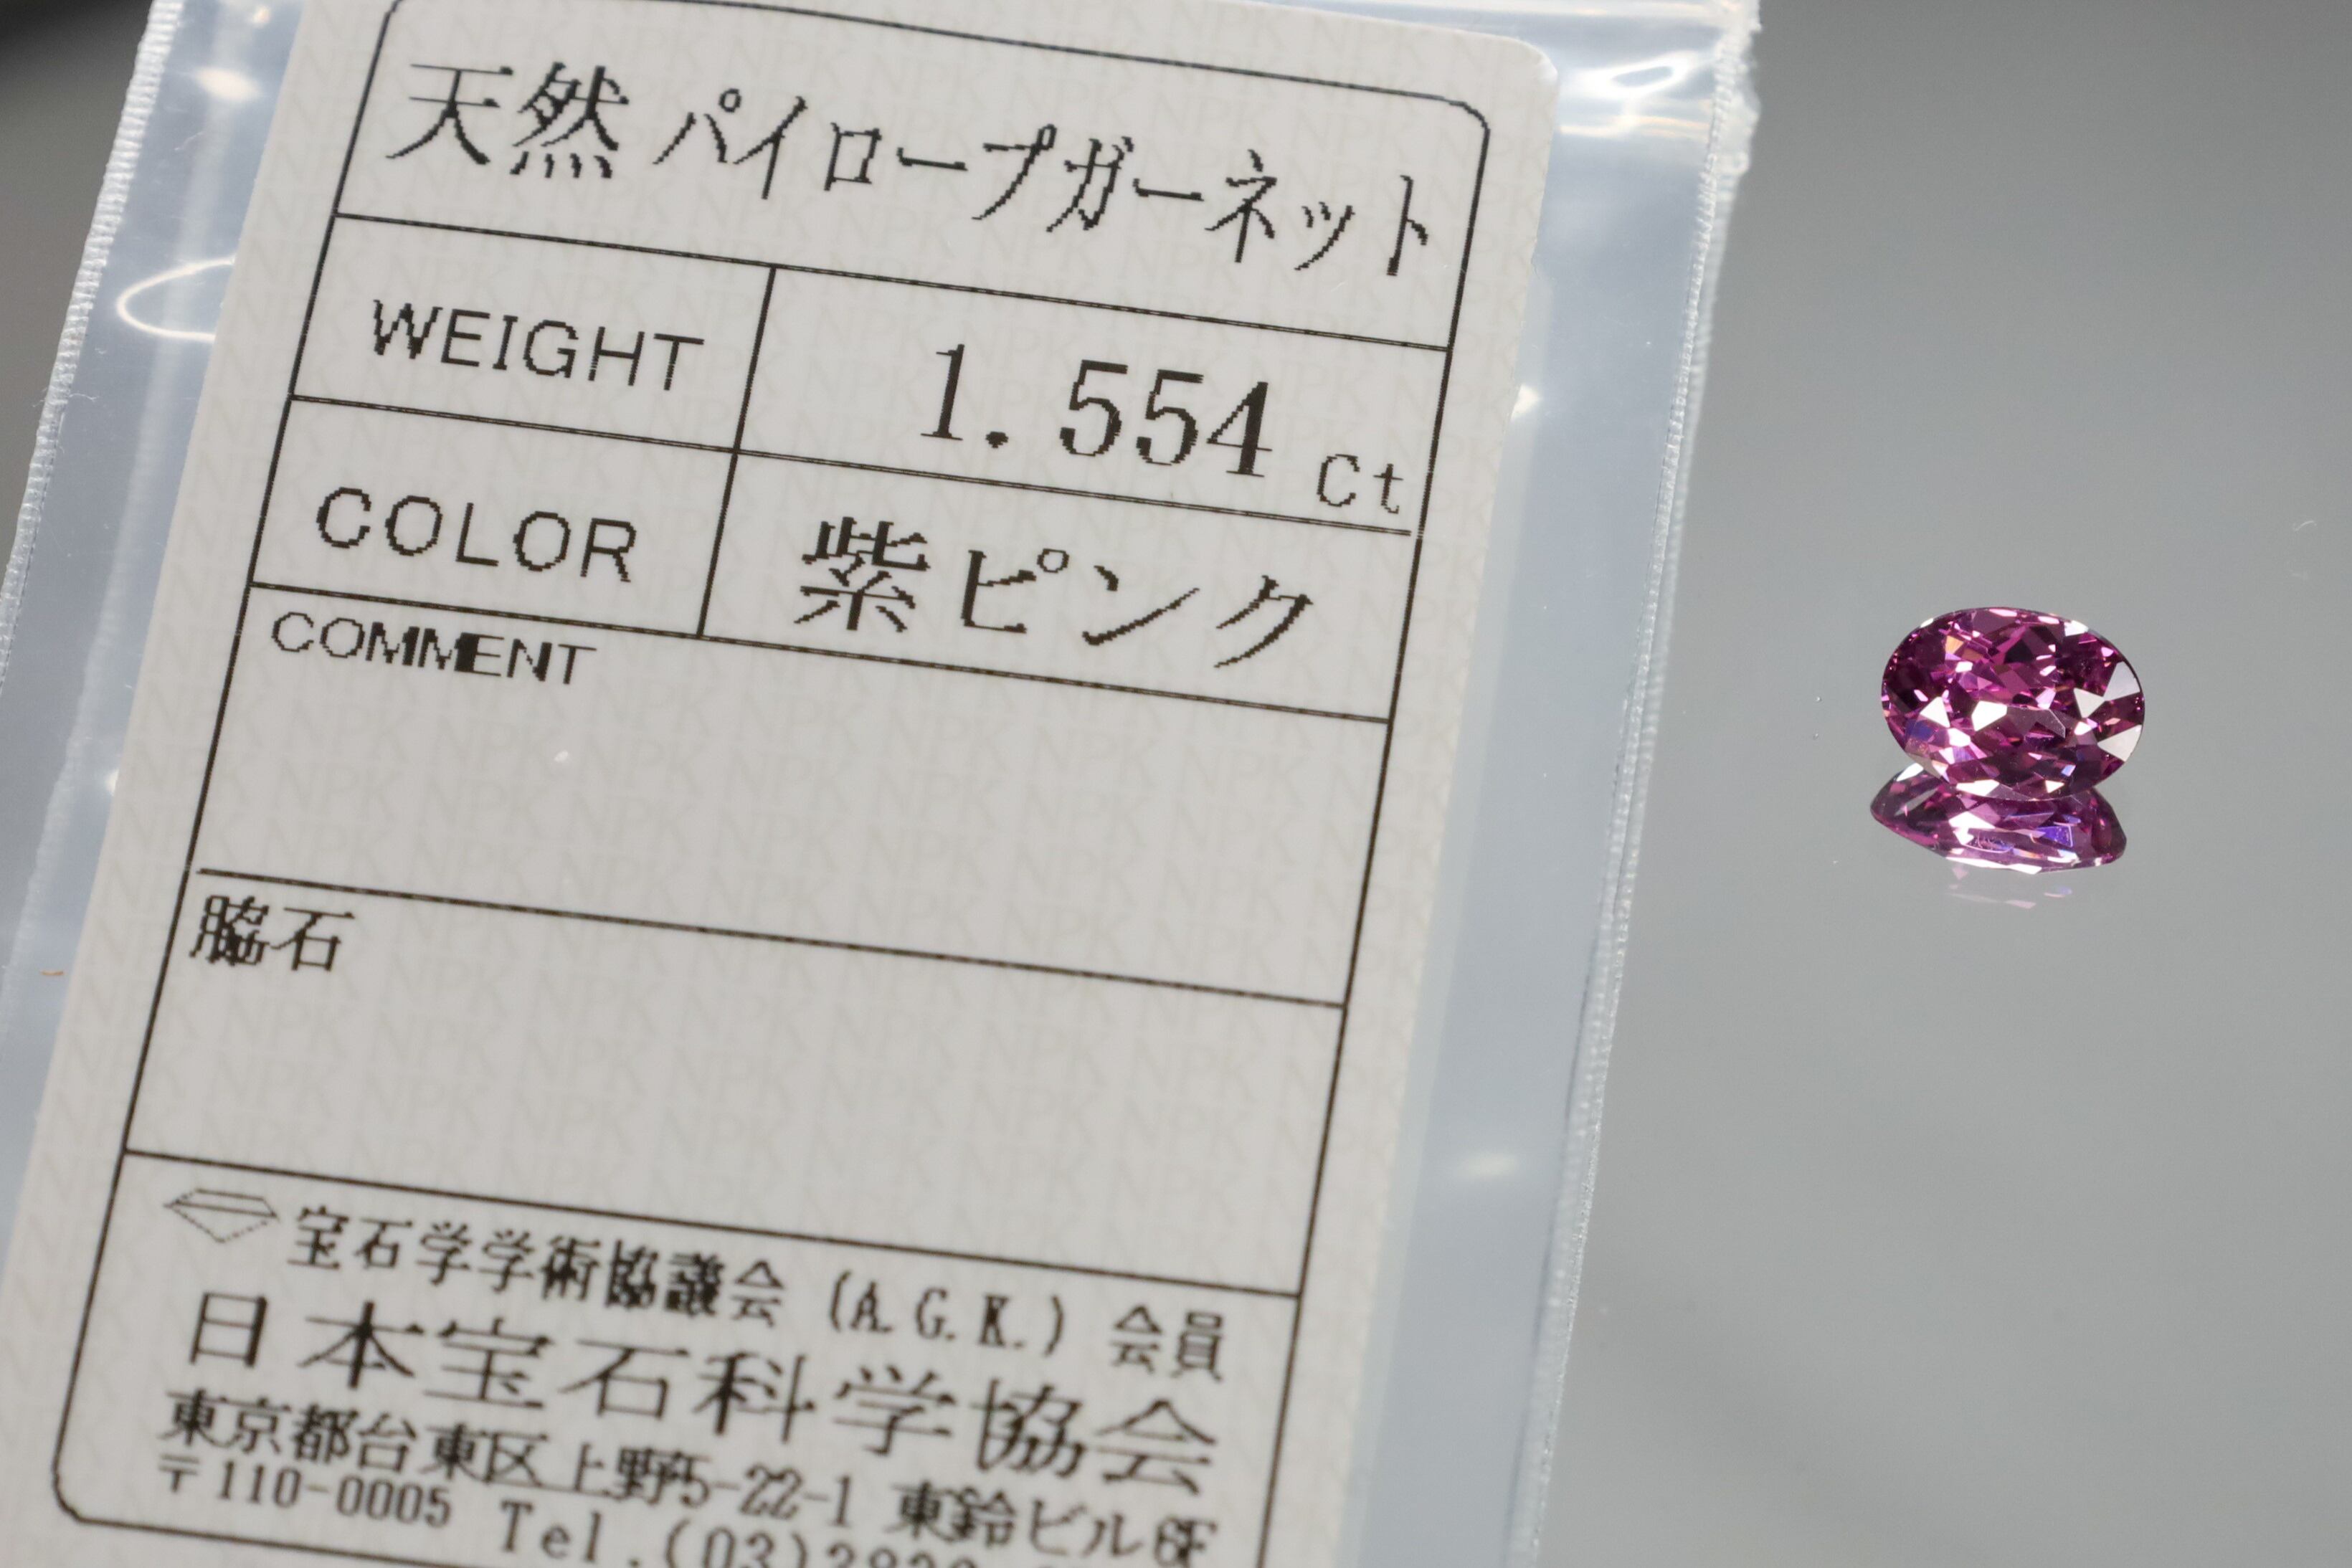 天然パイロープガーネット
WEIGHT 1.554 Ct
COLOR 紫ピンク
COMMENT
脇石
宝石学学術協議会 (A.G.K.) 会員
日本宝石科学協会
東京都台東区上野5-22-1 東鈴ビル6F
〒110-0005 Tel.(03)